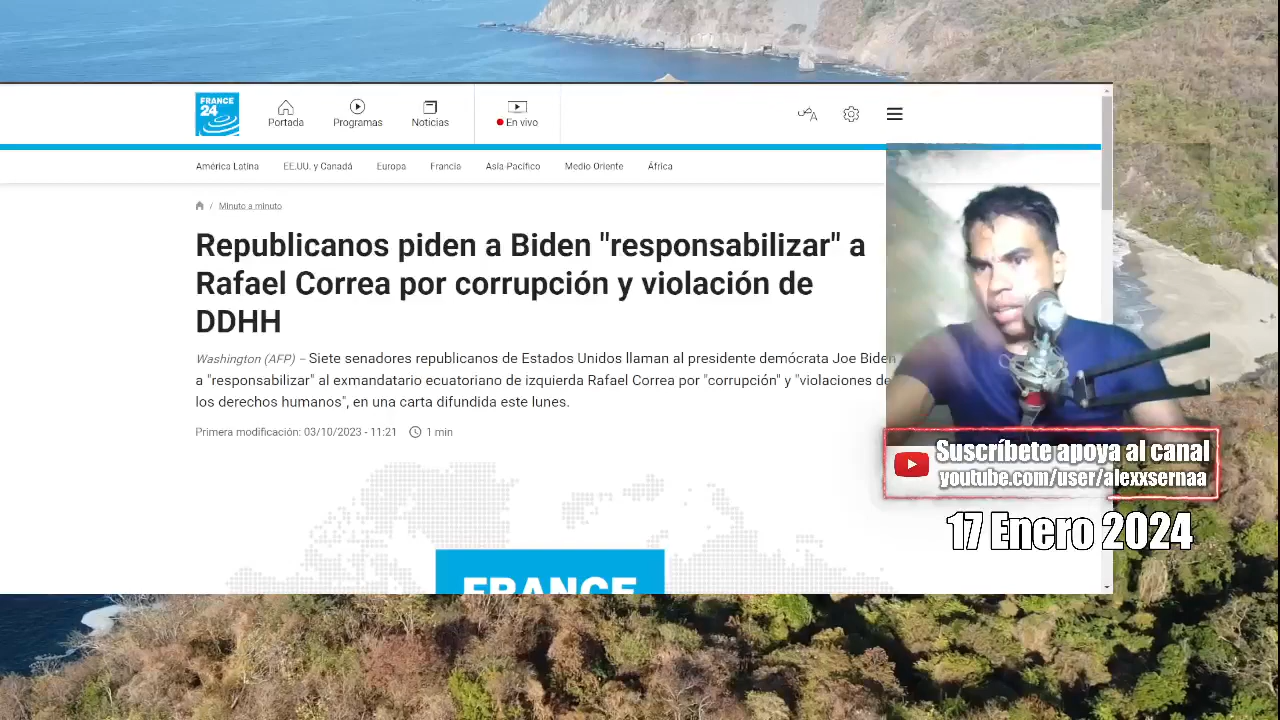 FRANCE
24
Portada
Programas
Noticias
En vivo
América Latina
EE.UU. y Canadá
Europa
Francia
Asia Pacífico
Medio Oriente
África
/ Minuto a minuto
Republicanos piden a Biden "responsabilizar" a
Rafael Correa por corrupción y violación de
DDHH
Washington (AFP) – Siete senadores republicanos de Estados Unidos llaman al presidente demócrata Joe Biden
a "responsabilizar" al exmandatario ecuatoriano de izquierda Rafael Correa por "corrupción" y "violaciones de
los derechos humanos", en una carta difundida este lunes.
Primera modificación: 03/10/2023 - 11:21 1 min
FRANCE
Suscríbete apoya al canal
youtube.com/user/alexxsernaa
17 Enero 2024